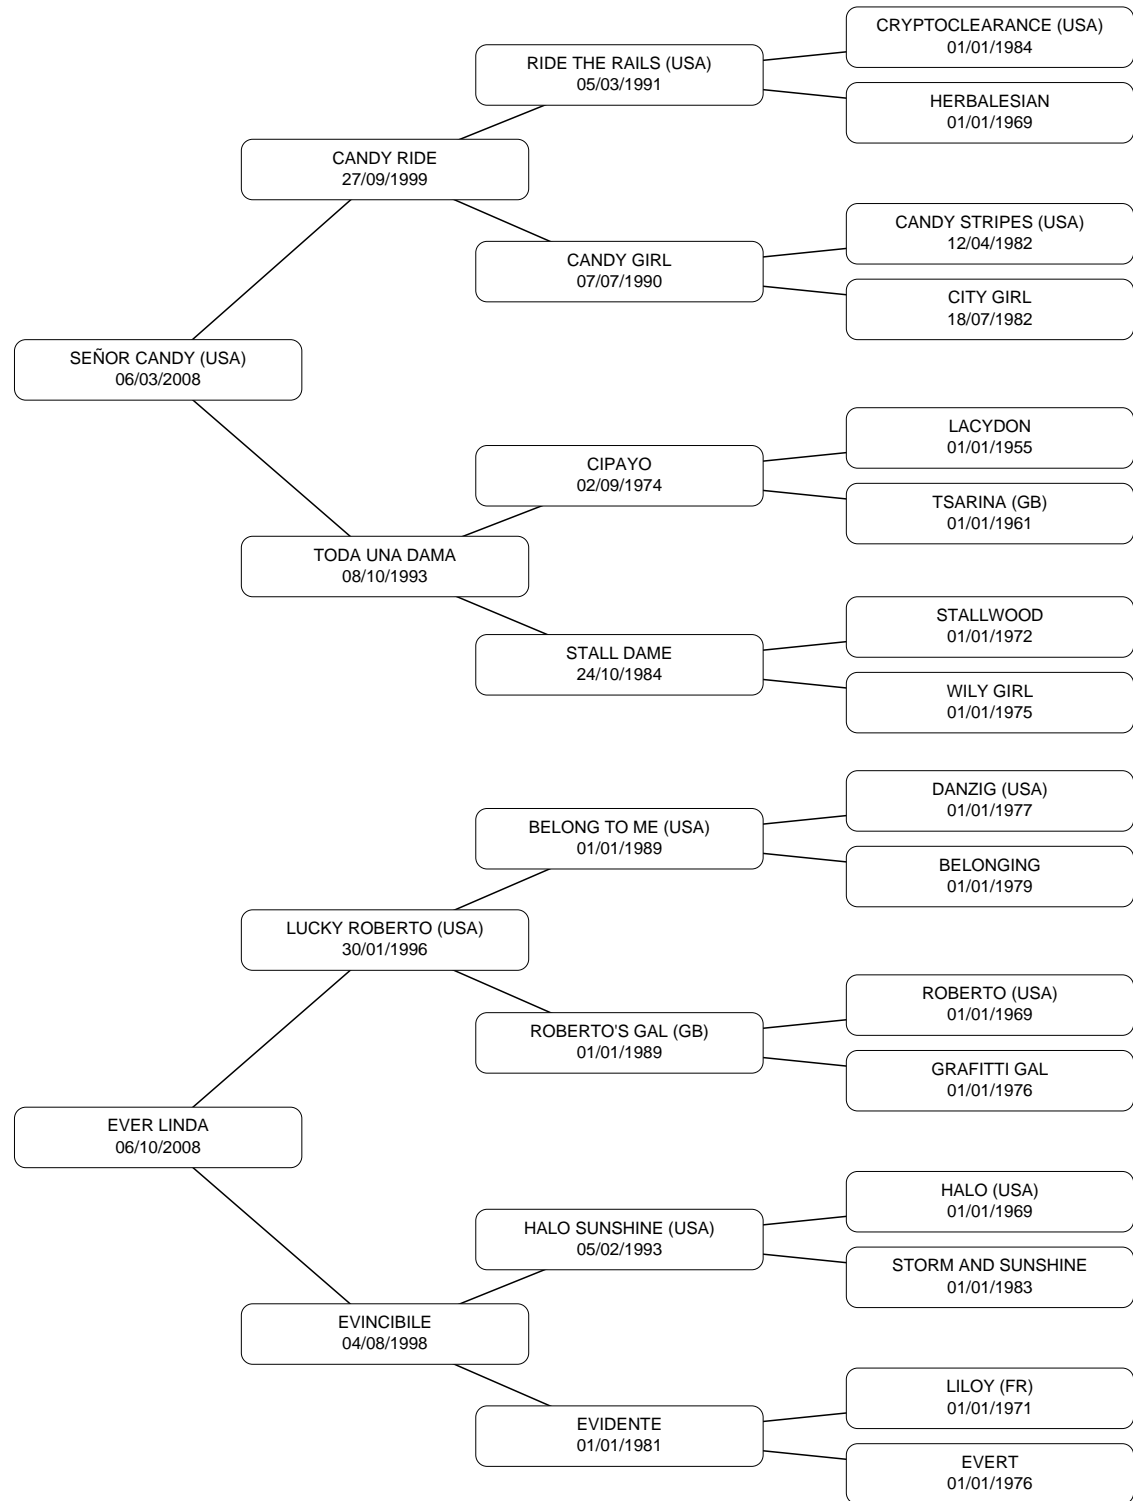 CRYPTOCLEARANCE (USA)
01/01/1984
RIDE THE RAILS (USA)
05/03/1991
HERBALESIAN
01/01/1969
CANDY RIDE
27/09/1999
CANDY STRIPES (USA)
12/04/1982
CANDY GIRL
07/07/1990
CITY GIRL
18/07/1982
SEÑOR CANDY (USA)
06/03/2008
LACYDON
01/01/1955
CIPAYO
02/09/1974
TSARINA (GB)
01/01/1961
TODA UNA DAMA
08/10/1993
STALLWOOD
01/01/1972
STALL DAME
24/10/1984
WILY GIRL
01/01/1975
DANZIG (USA)
01/01/1977
BELONG TO ME (USA)
01/01/1989
BELONGING
01/01/1979
LUCKY ROBERTO (USA)
30/01/1996
ROBERTO (USA)
01/01/1969
ROBERTO'S GAL (GB)
01/01/1989
GRAFITTI GAL
01/01/1976
EVER LINDA
06/10/2008
HALO (USA)
01/01/1969
HALO SUNSHINE (USA)
05/02/1993
STORM AND SUNSHINE
01/01/1983
EVINCIBILE
04/08/1998
LILOY (FR)
01/01/1971
EVIDENTE
01/01/1981
EVERT
01/01/1976